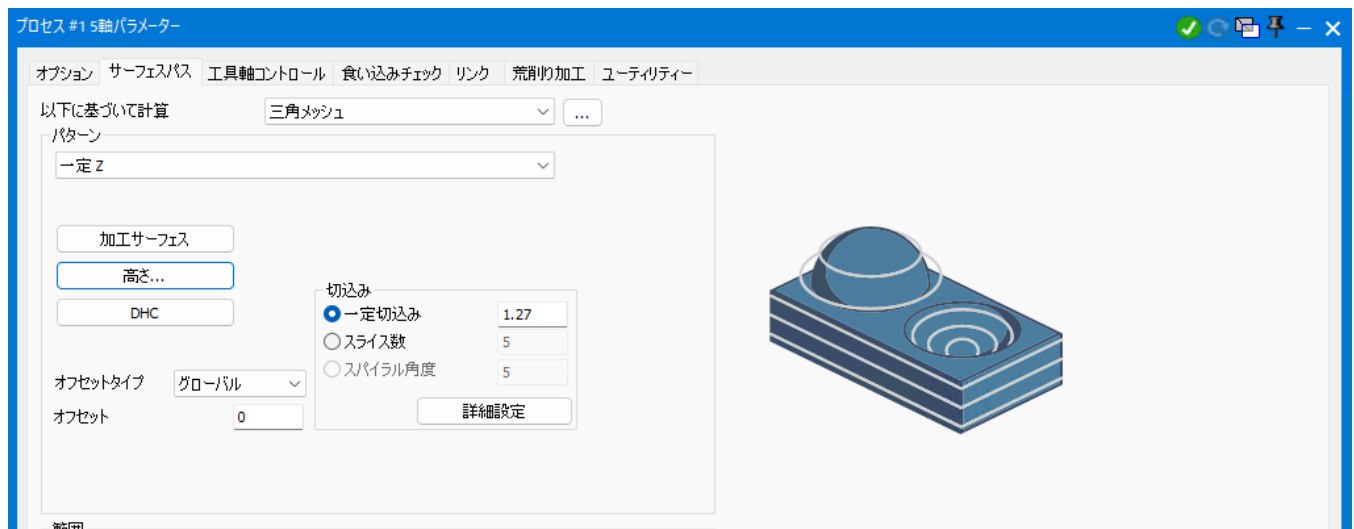 プロセス #1 5軸パラメーター
オプション サーフェスパス 工具軸コントロール 食い込みチェック リンク 荒削り加工 ユーティリティー
以下に基づいて計算 三角メッシュ ...
パターン
一定 Z
加工サーフェス
高さ...
切込み
DHC 一定切込み 1.27
スライス数 5
オフセットタイプ グローバル スパイラル角度 5
オフセット 0 詳細設定
範囲